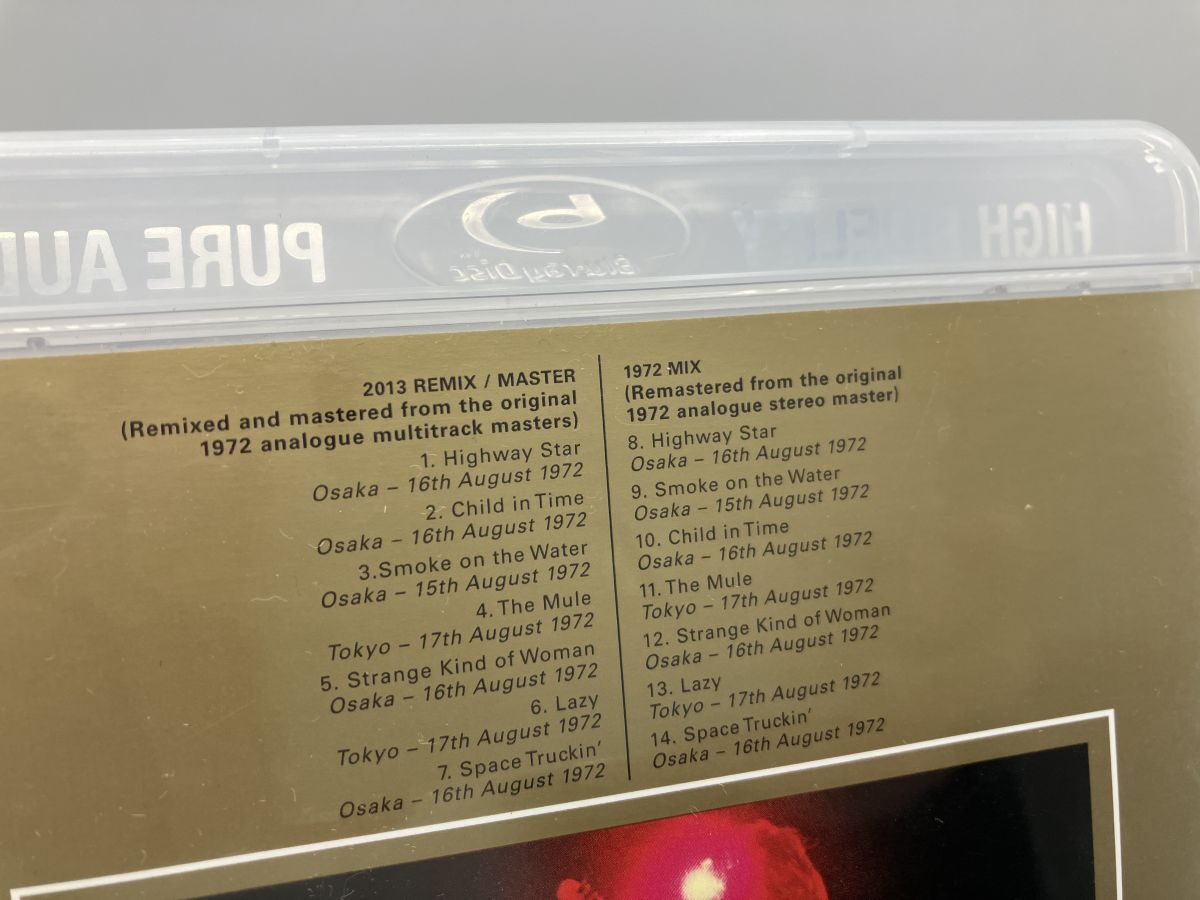 HIGH FIDELITY
Blu-ray Disc
PURE AUD
2013 REMIX / MASTER
(Remixed and mastered from the original
1972 analogue multitrack masters)
1. Highway Star
Osaka – 16th August 1972
2. Child in Time
Osaka – 16th August 1972
3.Smoke on the Water
Osaka – 15th August 1972
4. The Mule
Tokyo – 17th August 1972
5. Strange Kind of Woman
Osaka – 16th August 1972
6. Lazy
Tokyo – 17th August 1972
7. Space Truckin’
Osaka – 16th August 1972
1972 MIX
(Remastered from the original
1972 analogue stereo master)
8. Highway Star
Osaka – 16th August 1972
9. Smoke on the Water
Osaka – 15th August 1972
10. Child in Time
Osaka – 16th August 1972
11. The Mule
Tokyo – 17th August 1972
12. Strange Kind of Woman
Osaka – 16th August 1972
13. Lazy
Tokyo – 17th August 1972
14. Space Truckin’
Osaka – 16th August 1972